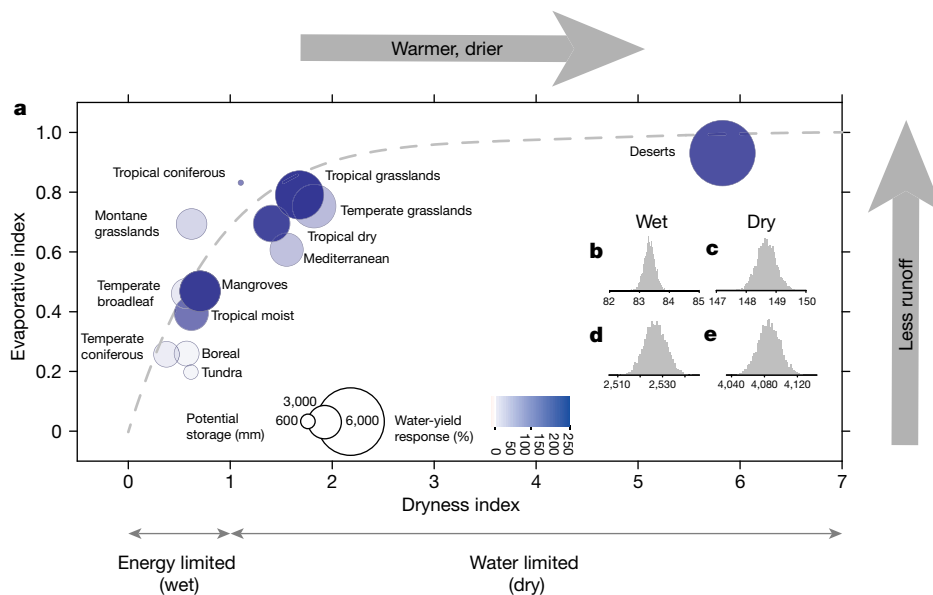 Warmer, drier
a
Evaporative index
1.0
0.8
0.6
0.4
0.2
0
Tropical coniferous
Montane
grasslands
Temperate
broadleaf
Temperate
coniferous
Tropical grasslands
Temperate grasslands
Tropical dry
Mediterranean
Mangroves
Tropical moist
Boreal
Tundra
Deserts
Wet
Dry
b
82
83
84
85
c
147
148
149
150
d
2,510
2,530
e
4,040
4,080
4,120
Potential
storage (mm)
600
3,000
6,000
Water-yield
response (%)
0
50
100
150
200
250
0
1
2
3
4
5
6
7
Dryness index
Less runoff
Energy limited
(wet)
Water limited
(dry)